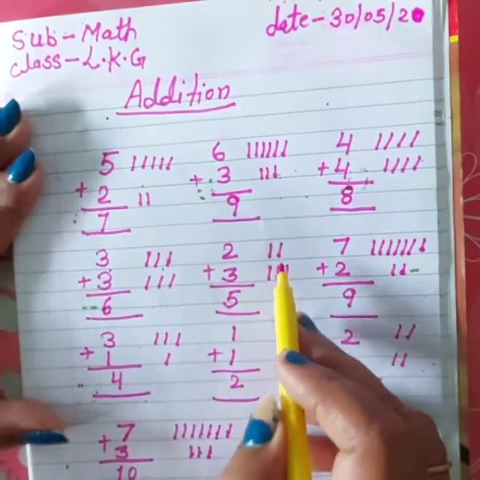 Sub-Math
date-30/05/20
Class-L.K.G
Addition
5 ||||| 6 |||||| 4 ||||
+2 || +3 ||| +4 ||||
7 9 8
3 ||| 2 || 7 |||||||
+3 ||| +3 ||| +2 ||
6 5 9
3 ||| 1 2 ||
+1 | +1 ||
4 2
7 |||||||
+3 |||
10